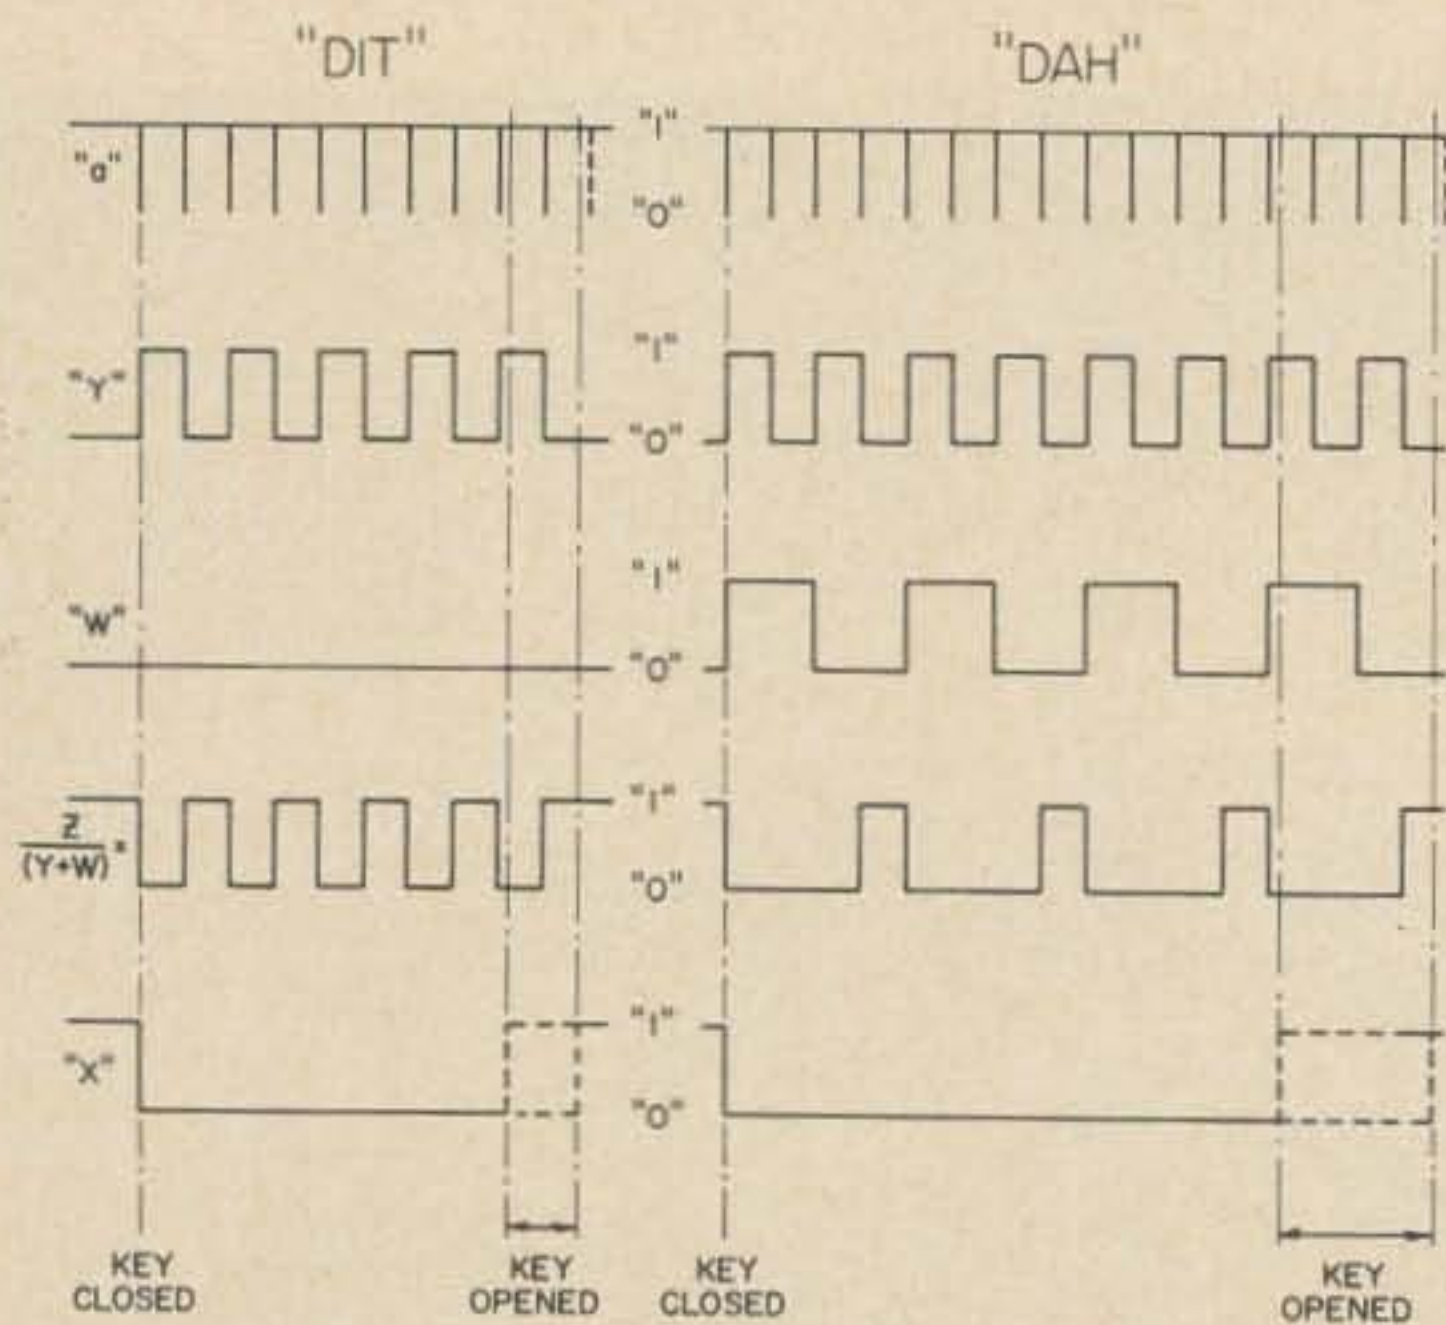 "DIT" "DAH"
"a" "1"
"0"
"Y" "1"
"0"
"1"
"W" "0"
Z = "1"
(Y+W) "0"
"1"
"X" "0"
KEY CLOSED KEY OPENED KEY CLOSED KEY OPENED